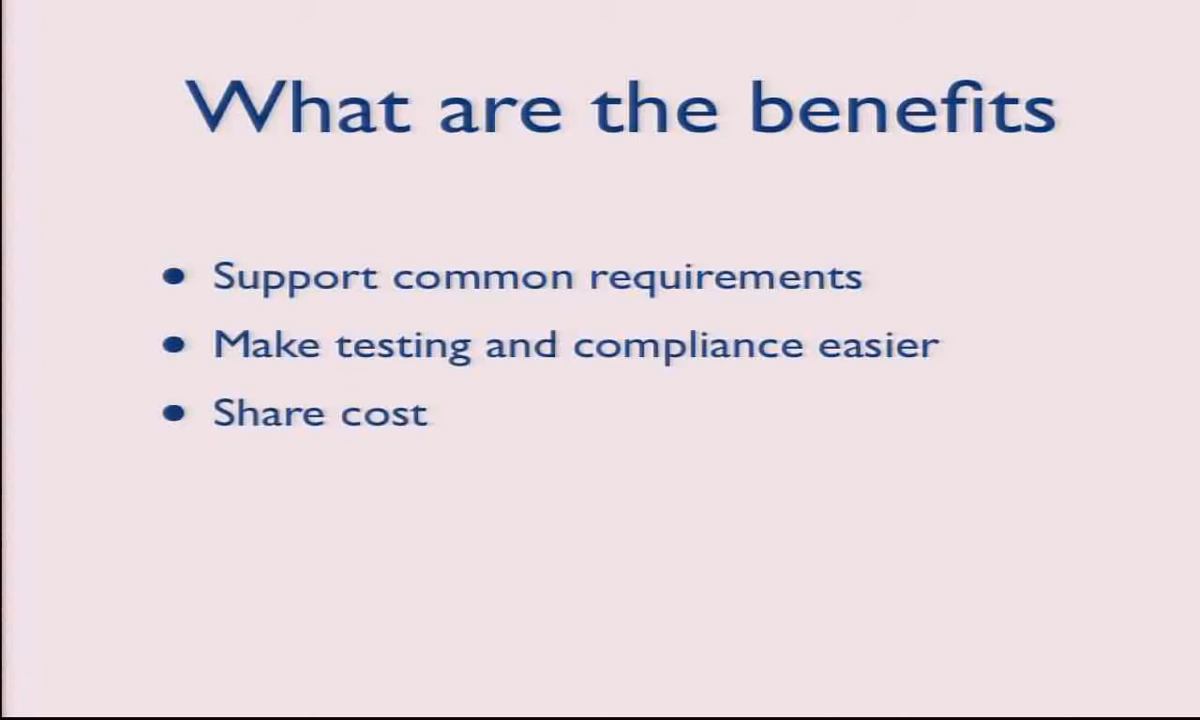 What are the benefits
• Support common requirements
• Make testing and compliance easier
• Share cost